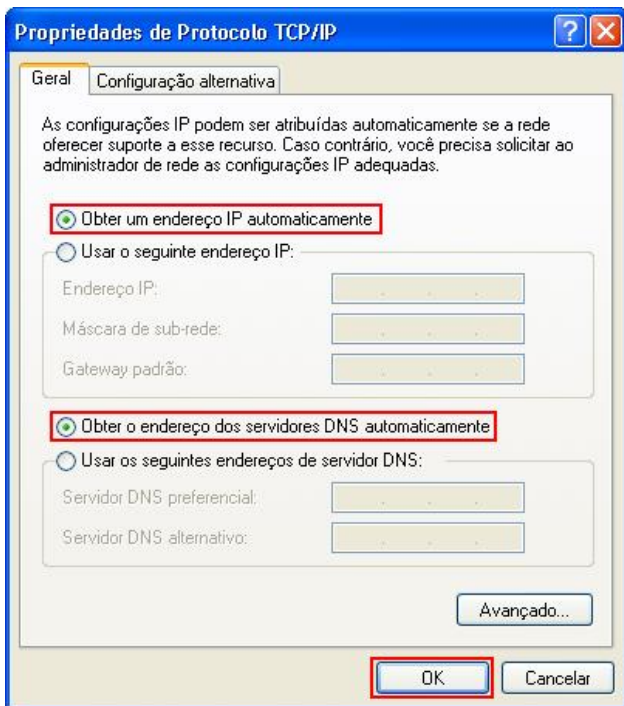 Propriedades de Protocolo TCP/IP
Geral
Configuração alternativa
As configurações IP podem ser atribuídas automaticamente se a rede
oferecer suporte a esse recurso. Caso contrário, você precisa solicitar ao
administrador de rede as configurações IP adequadas.
Obter um endereço IP automaticamente
Usar o seguinte endereço IP:
Endereço IP:
Máscara de sub-rede:
Gateway padrão:
Obter o endereço dos servidores DNS automaticamente
Usar os seguintes endereços de servidor DNS:
Servidor DNS preferencial:
Servidor DNS alternativo:
Avançado...
OK
Cancelar